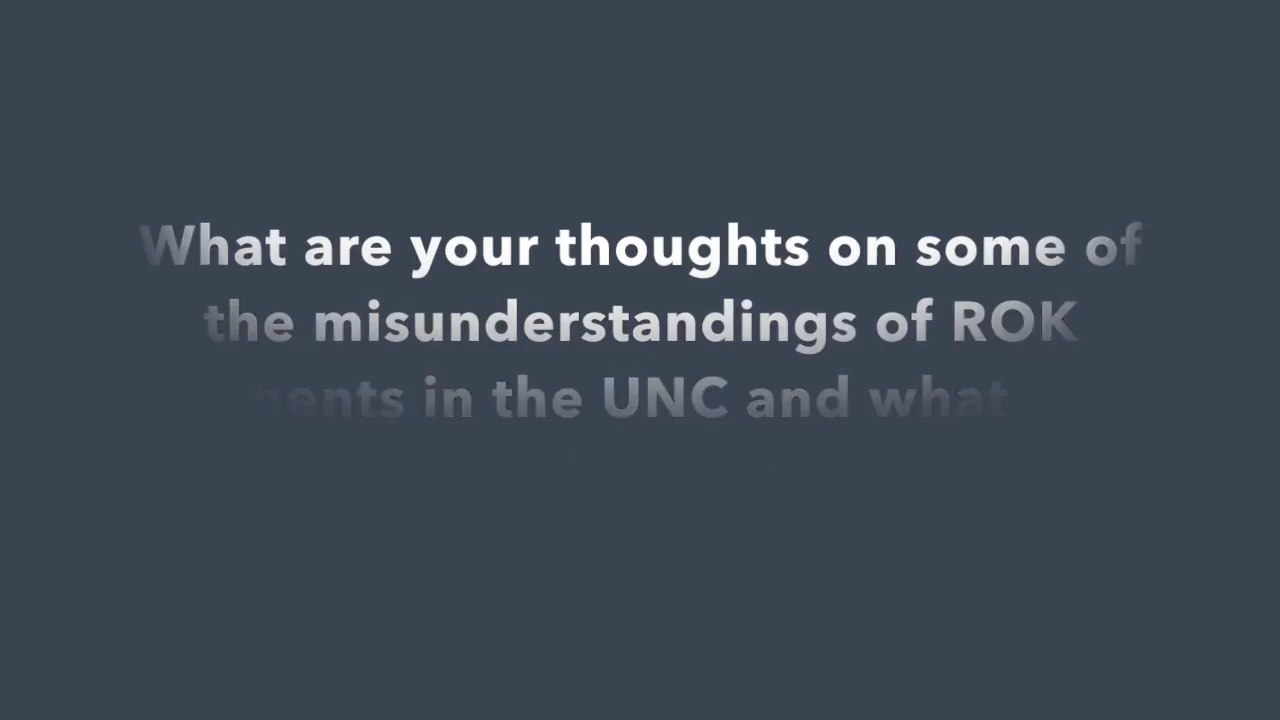 What are your thoughts on some of
the misunderstandings of ROK
in the UNC and what